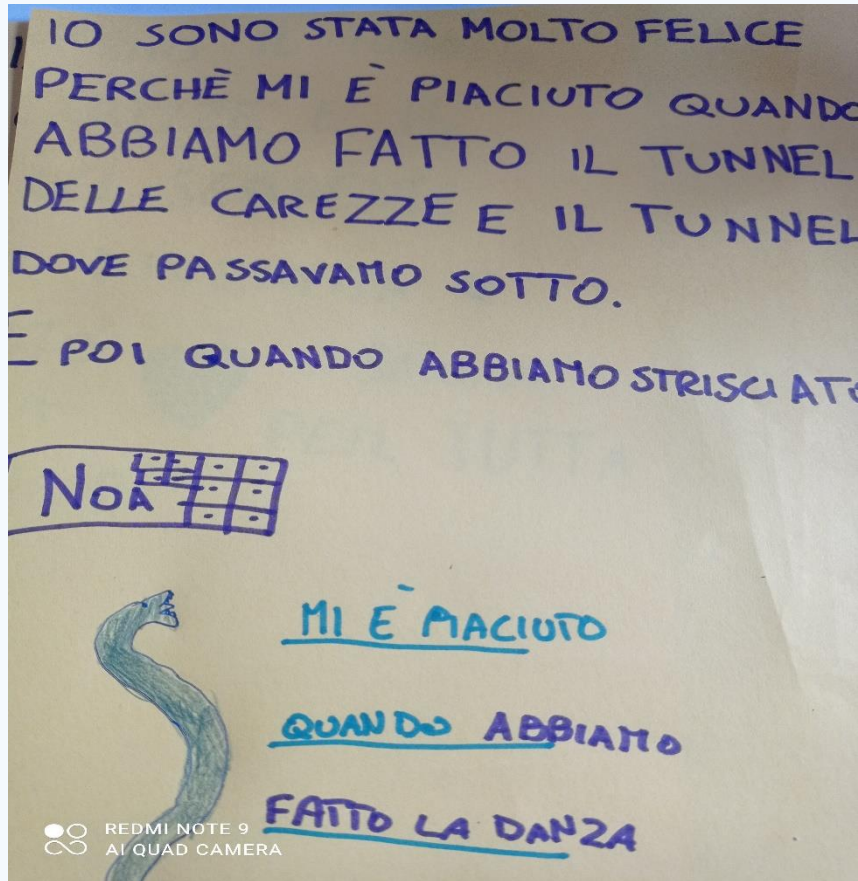 IO SONO STATA MOLTO FELICE
PERCHÈ MI È PIACIUTO QUANDO
ABBIAMO FATTO IL TUNNEL
DELLE CAREZZE E IL TUNNEL
DOVE PASSAVAMO SOTTO.
E POI QUANDO ABBIAMO STRISCIATO
NOA
MI È PIACIUTO
QUANDO ABBIAMO
FATTO LA DANZA
REDMI NOTE 9
AI QUAD CAMERA